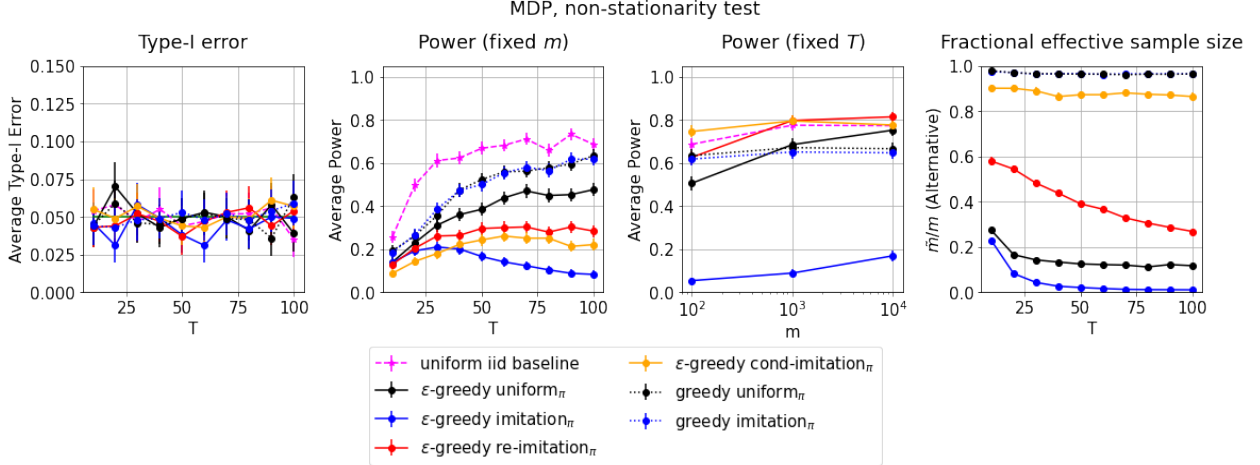 MDP, non-stationarity test
Type-I error
Power (fixed m)
Power (fixed T)
Fractional effective sample size
Average Type-I Error
0.150
0.125
0.100
0.075
0.050
0.025
0.000
0 25 50 75 100
T
Average Power
1.0
0.8
0.6
0.4
0.2
0.0
0 25 50 75 100
T
Average Power
1.0
0.8
0.6
0.4
0.2
0.0
10² 10³ 10⁴
m
m̃/m (Alternative)
1.0
0.8
0.6
0.4
0.2
0.0
0 25 50 75 100
T
uniform iid baseline
ε-greedy uniformπ
ε-greedy imitationπ
ε-greedy re-imitationπ
ε-greedy cond-imitationπ
greedy uniformπ
greedy imitationπ